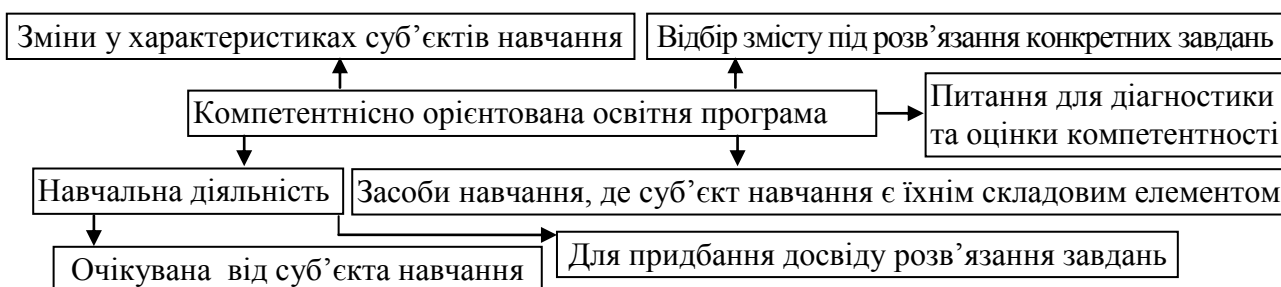 Зміни у характеристиках суб’єктів навчання
Відбір змісту під розв’язання конкретних завдань
Компетентнісно орієнтована освітня програма
Питання для діагностики
та оцінки компетентності
Навчальна діяльність
Засоби навчання, де суб’єкт навчання є їхнім складовим елементом
Очікувана від суб’єкта навчання
Для придбання досвіду розв’язання завдань